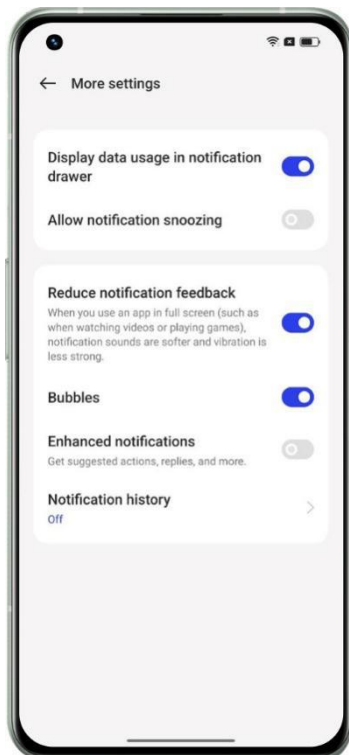 More settings
Display data usage in notification
drawer
Allow notification snoozing
Reduce notification feedback
When you use an app in full screen (such as
when watching videos or playing games),
notification sounds are softer and vibration is
less strong.
Bubbles
Enhanced notifications
Get suggested actions, replies, and more.
Notification history
Off